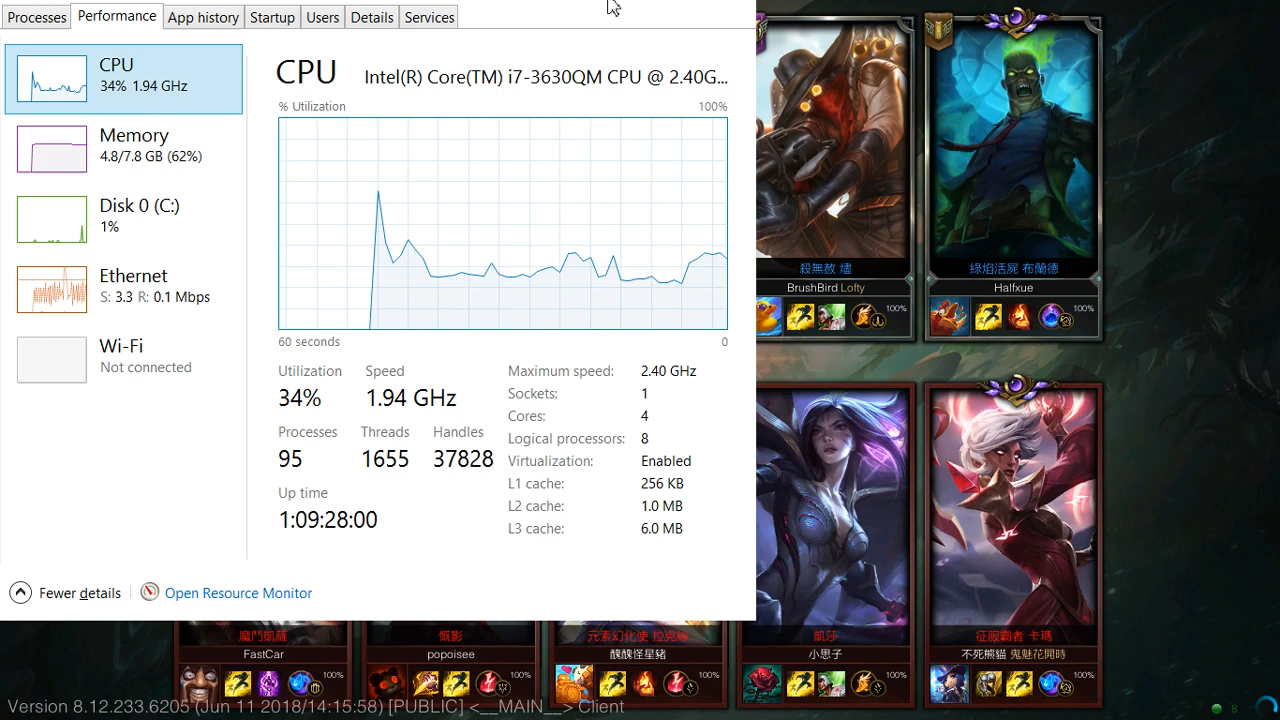 Processes Performance App history Startup Users Details Services
CPU
34% 1.94 GHz
Memory
4.8/7.8 GB (62%)
Disk 0 (C:)
1%
Ethernet
S: 3.3 R: 0.1 Mbps
Wi-Fi
Not connected
CPU Intel(R) Core(TM) i7-3630QM CPU @ 2.40G...
% Utilization 100%
60 seconds 0
Utilization Speed
34% 1.94 GHz
Processes Threads Handles
95 1655 37828
Up time
1:09:28:00
Maximum speed: 2.40 GHz
Sockets: 1
Cores: 4
Logical processors: 8
Virtualization: Enabled
L1 cache: 256 KB
L2 cache: 1.0 MB
L3 cache: 6.0 MB
Fewer details Open Resource Monitor
殺無赦 燼
BrushBird Lofty
100%
綠焰活屍 布蘭德
Halfxue
100%
魔鬥凱薩
FastCar
100%
慨影
popoisee
100%
元素幻化使 拉克絲
醜醜怪星豬
100%
凱莎
小思子
100%
征服霸者 卡瑪
不死熊貓 鬼魅花開時
100%
Version 8.12.233.6205 (Jun 11 2018/14:15:58) [PUBLIC] <__MAIN__> Client
8